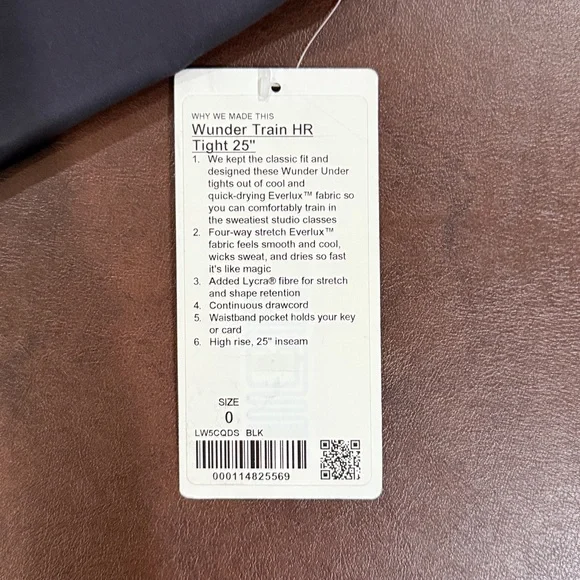 WHY WE MADE THIS
Wunder Train HR
Tight 25"
1. We kept the classic fit and
designed these Wunder Under
tights out of cool and
quick-drying Everlux™ fabric so
you can comfortably train in
the sweatiest studio classes
2. Four-way stretch Everlux™
fabric feels smooth and cool,
wicks sweat, and dries so fast
it's like magic
3. Added Lycra® fibre for stretch
and shape retention
4. Continuous drawcord
5. Waistband pocket holds your key
or card
6. High rise, 25" inseam
SIZE
0
LW5CQDS BLK
000114825569